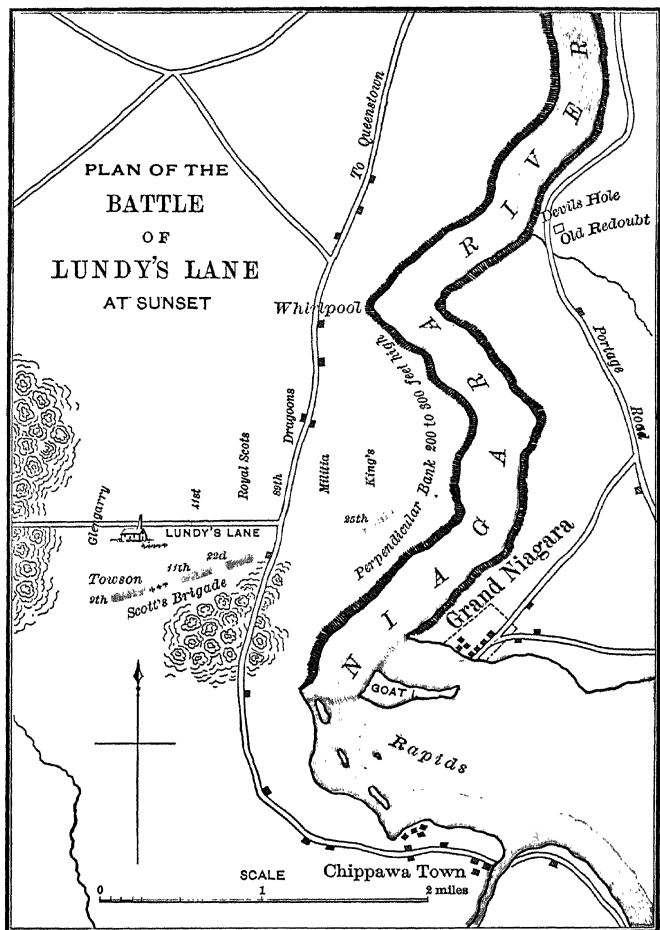 PLAN OF THE
BATTLE
OF
LUNDY'S LANE
AT SUNSET
To Queenstown
NIAGARA RIVER
Devils Hole
Old Redoubt
Whirlpool
Portage Road
Perpendicular Bank 200 to 300 feet high
Glengarry
41st
Royal Scots
89th
Dragoons
Militia
King's
25th
LUNDY'S LANE
Towson
9th
11th
22d
Scott's Brigade
Grand Niagara
GOAT I.
Rapids
Chippawa Town
SCALE
0 1 2 miles